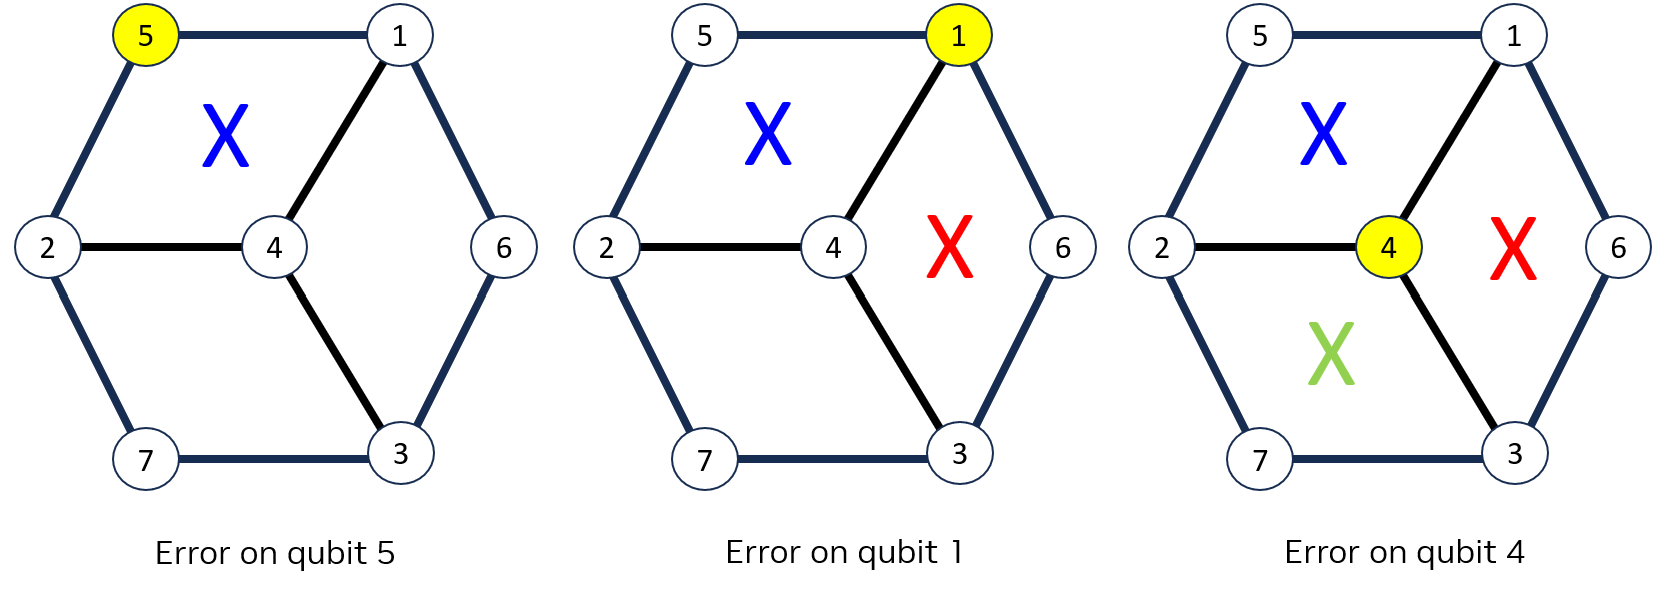 5 1 5 1 5 1
X X X
2 4 6 2 4 6 2 4 6
X X
X
7 3 7 3 7 3
Error on qubit 5 Error on qubit 1 Error on qubit 4